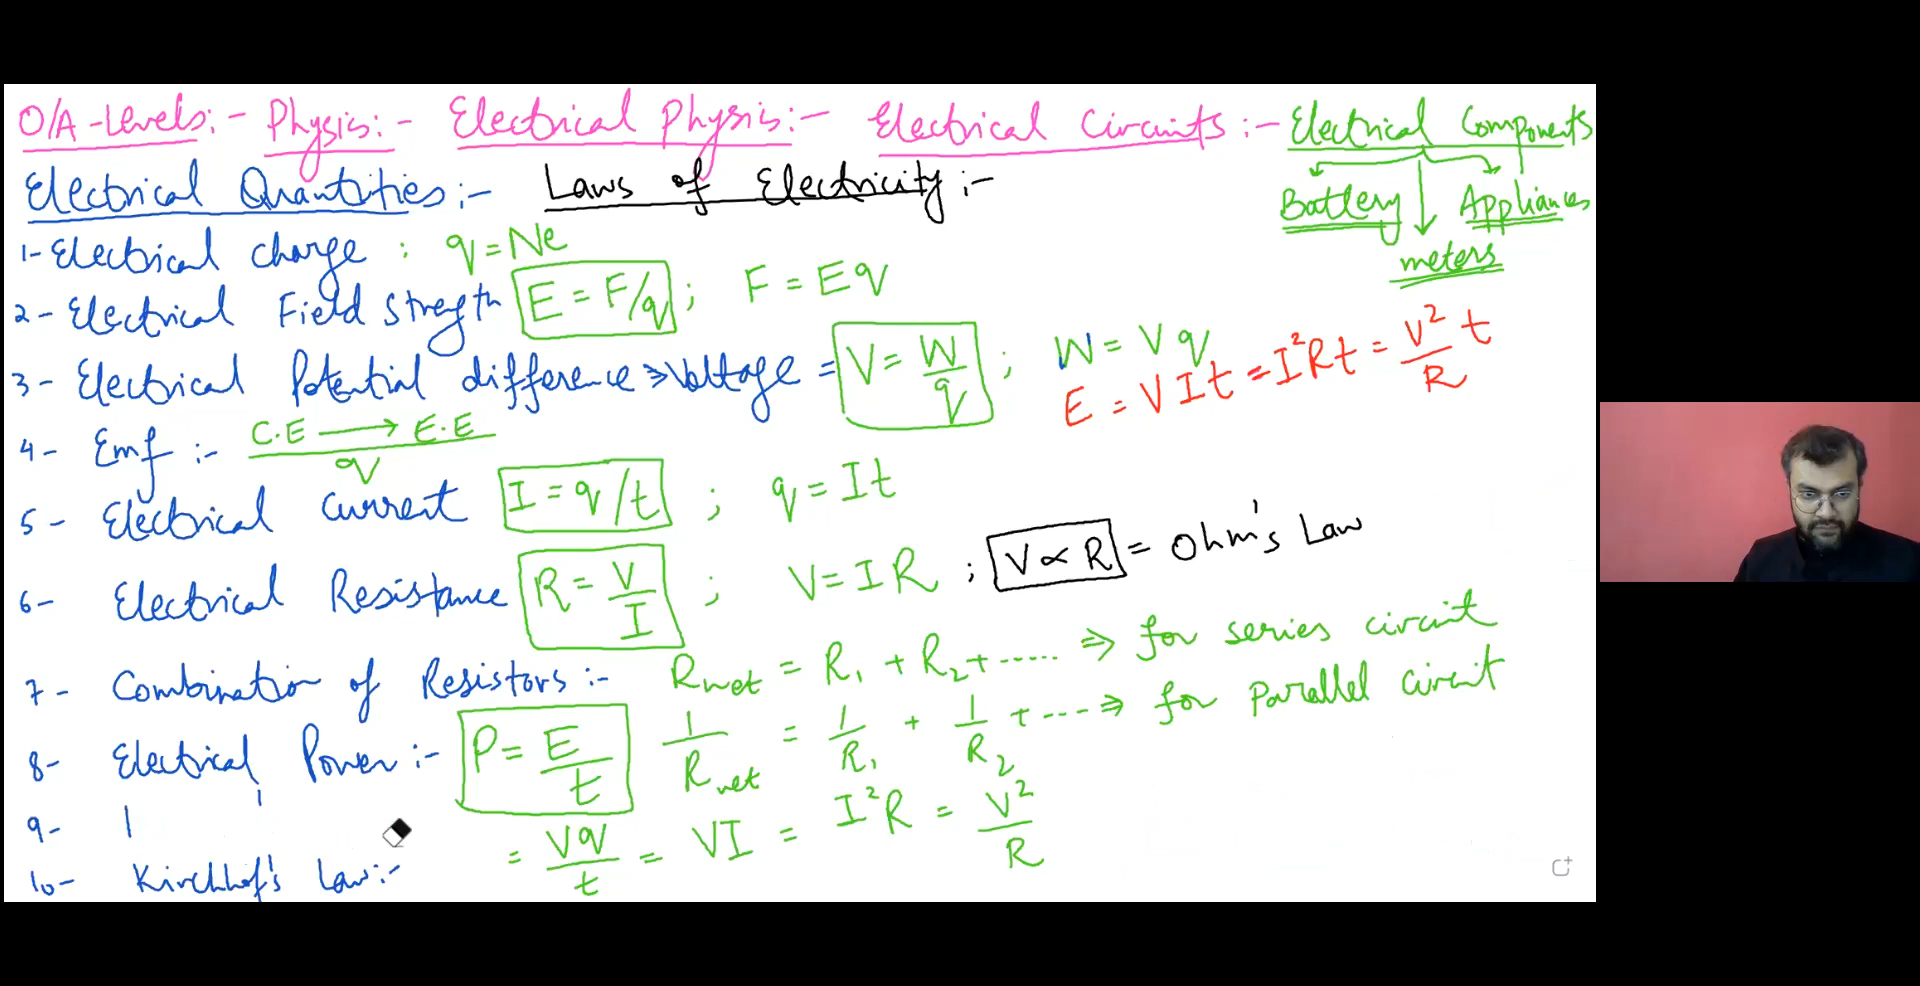 O/A-Levels:- Physics:- Electrical Physics:- Electrical Circuits:- Electrical Components
Battery Appliances
meters
Electrical Quantities:- Laws of Electricity:-
1- Electrical charge : q = Ne
2- Electrical Field Strength E = F/q ; F = Eq
3- Electrical Potential difference ⇒ Voltage = V = W/q ; W = Vq
E = VIt = I²Rt = V²/R t
4- Emf :- C.E → E.E / q
5- Electrical Current I = q/t ; q = It
6- Electrical Resistance R = V/I ; V = IR ; V ∝ R = Ohm's Law
7- Combination of Resistors :- Rnet = R₁ + R₂ + ..... ⇒ for series circuit
1/Rnet = 1/R₁ + 1/R₂ + ---- ⇒ for Parallel circuit
8- Electrical Power :- P = E/t
= Vq/t = VI = I²R = V²/R
9-
10- Kirchhof's Law:-